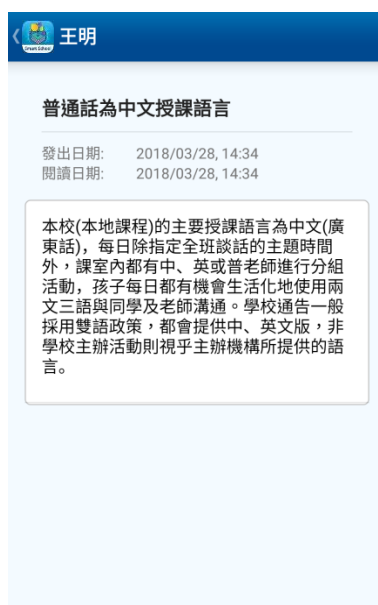 王明
普通話為中文授課語言
發出日期: 2018/03/28, 14:34
閱讀日期: 2018/03/28, 14:34
本校(本地課程)的主要授課語言為中文(廣
東話)，每日除指定全班談話的主題時間
外，課室內都有中、英或普老師進行分組
活動，孩子每日都有機會生活化地使用兩
文三語與同學及老師溝通。學校通告一般
採用雙語政策，都會提供中、英文版，非
學校主辦活動則視乎主辦機構所提供的語
言。